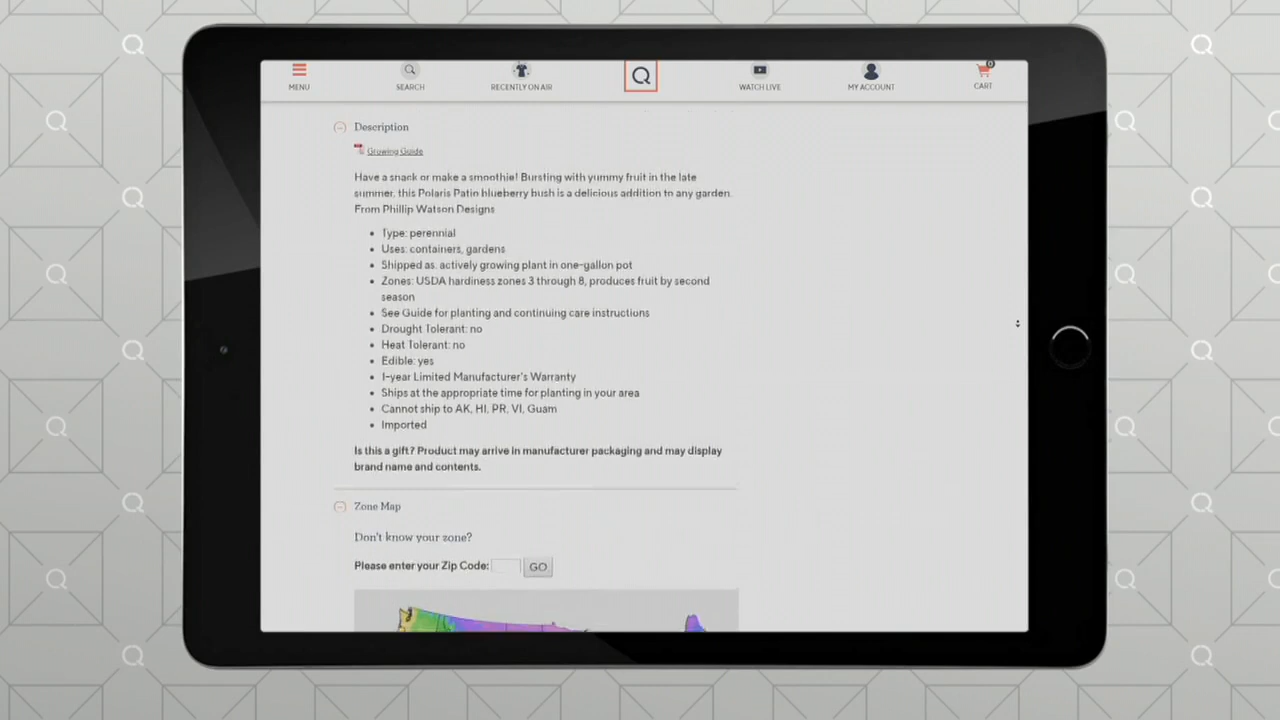 MENU
SEARCH
RECENTLY ON AIR
Q
WATCH LIVE
MY ACCOUNT
0
CART
Description
Growing Guide
Have a snack or make a smoothie! Bursting with yummy fruit in the late
summer, this Polaris Patio blueberry bush is a delicious addition to any garden.
From Phillip Watson Designs
• Type: perennial
• Uses: containers, gardens
• Shipped as: actively growing plant in one-gallon pot
• Zones: USDA hardiness zones 3 through 8, produces fruit by second
season
• See Guide for planting and continuing care instructions
• Drought Tolerant: no
• Heat Tolerant: no
• Edible: yes
• 1-year Limited Manufacturer's Warranty
• Ships at the appropriate time for planting in your area
• Cannot ship to AK, HI, PR, VI, Guam
• Imported
Is this a gift? Product may arrive in manufacturer packaging and may display
brand name and contents.
Zone Map
Don't know your zone?
Please enter your Zip Code:
GO